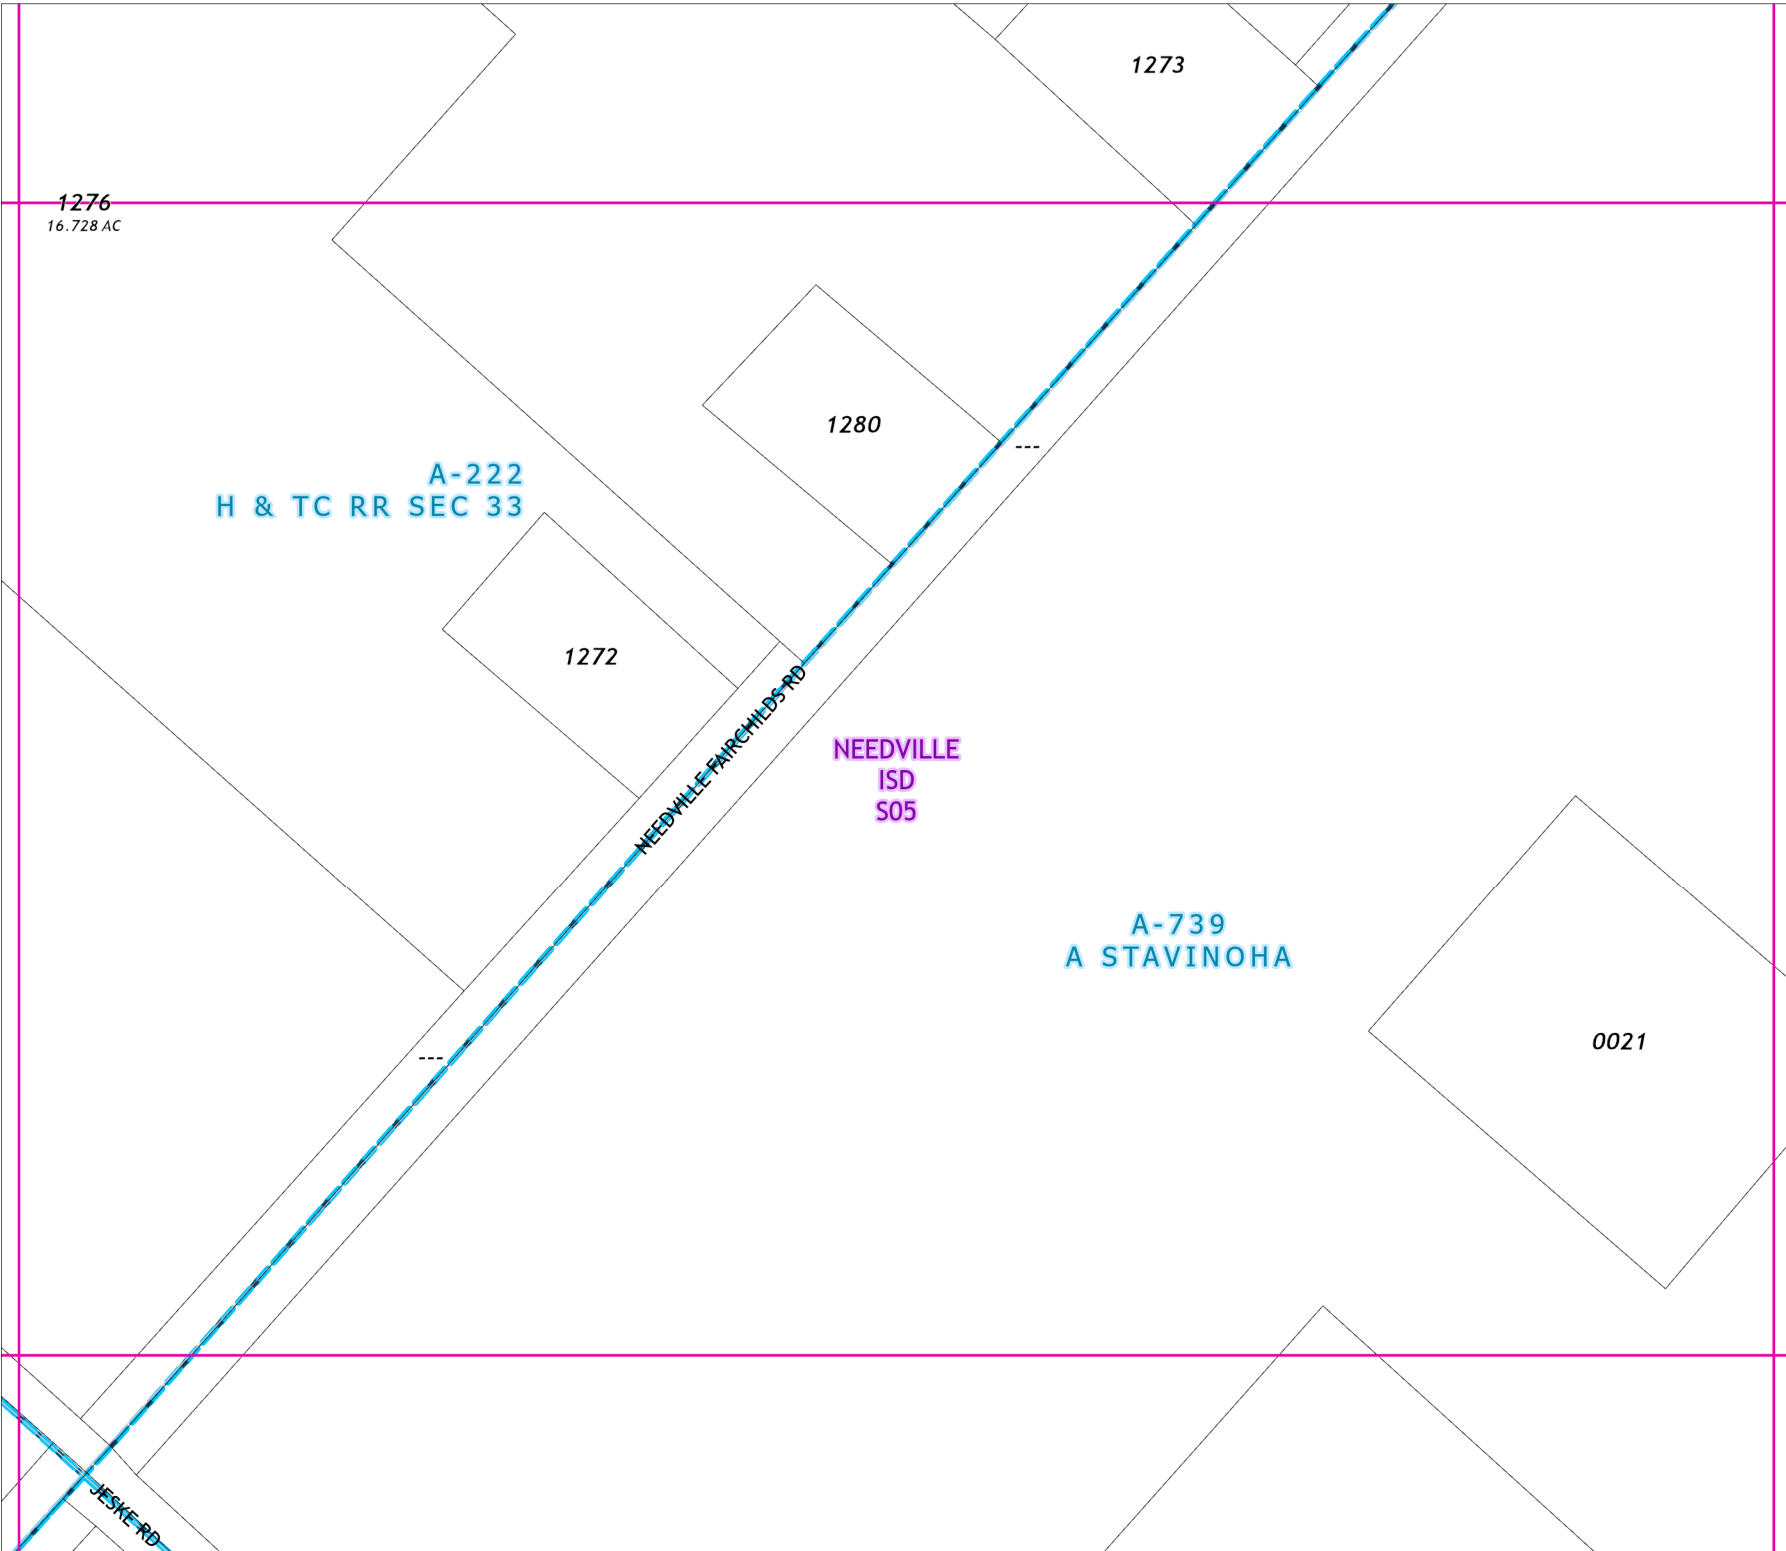 1273
1276
16.728 AC
1280
---
A-222
H & TC RR SEC 33
1272
NEEDVILLE FAIRCHILDS RD
NEEDVILLE
ISD
S05
A-739
A STAVINOHA
0021
---
JESKE RD